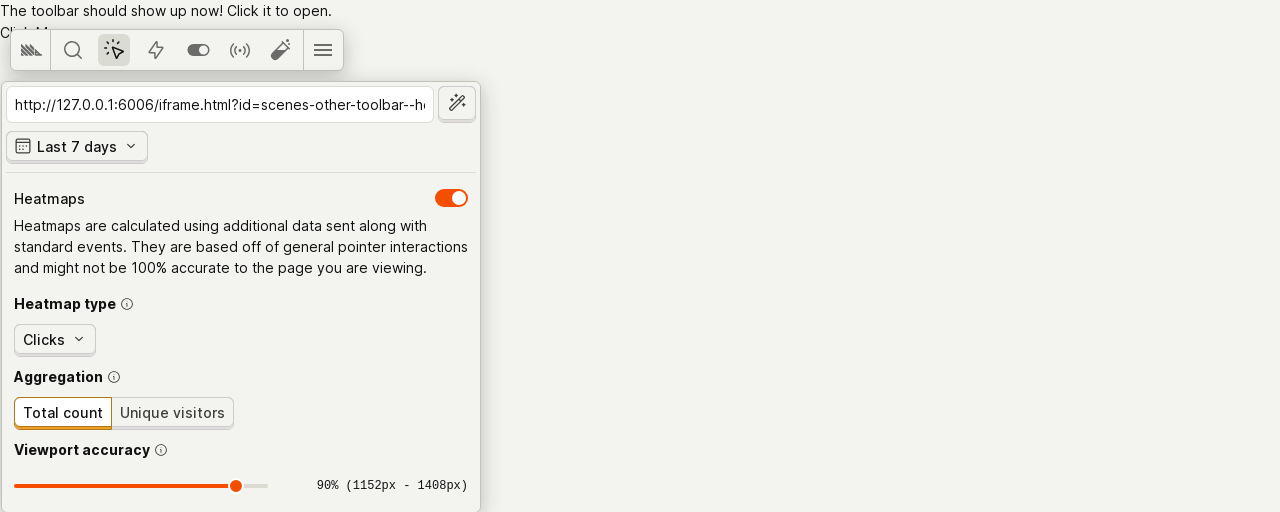 The toolbar should show up now! Click it to open.
http://127.0.0.1:6006/iframe.html?id=scenes-other-toolbar--he
Last 7 days
Heatmaps
Heatmaps are calculated using additional data sent along with
standard events. They are based off of general pointer interactions
and might not be 100% accurate to the page you are viewing.
Heatmap type
Clicks
Aggregation
Total count Unique visitors
Viewport accuracy
90% (1152px - 1408px)